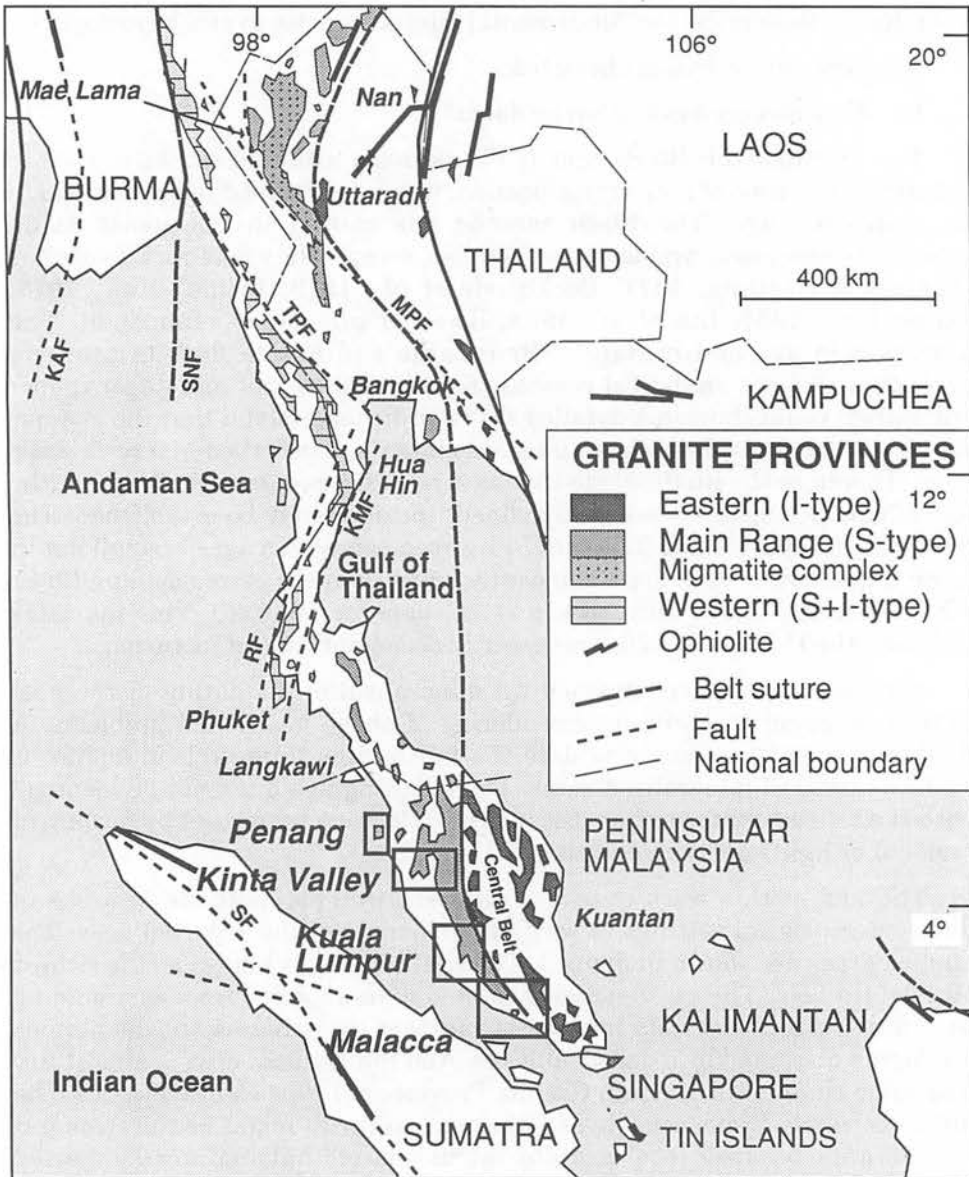 98°
106°
20°
Mae Lama
Nan
LAOS
BURMA
Uttaradit
THAILAND
400 km
TPF
MPF
KAF
SNF
Bangkok
KAMPUCHEA
Andaman Sea
Hua
Hin
KMF
Gulf of
Thailand
RF
GRANITE PROVINCES
Eastern (I-type)
12°
Main Range (S-type)
Migmatite complex
Western (S+I-type)
Ophiolite
Belt suture
Fault
National boundary
Phuket
Langkawi
Penang
PENINSULAR
MALAYSIA
Kinta Valley
Central Belt
Kuantan
SF
Kuala
Lumpur
4°
KALIMANTAN
Malacca
Indian Ocean
SINGAPORE
SUMATRA
TIN ISLANDS